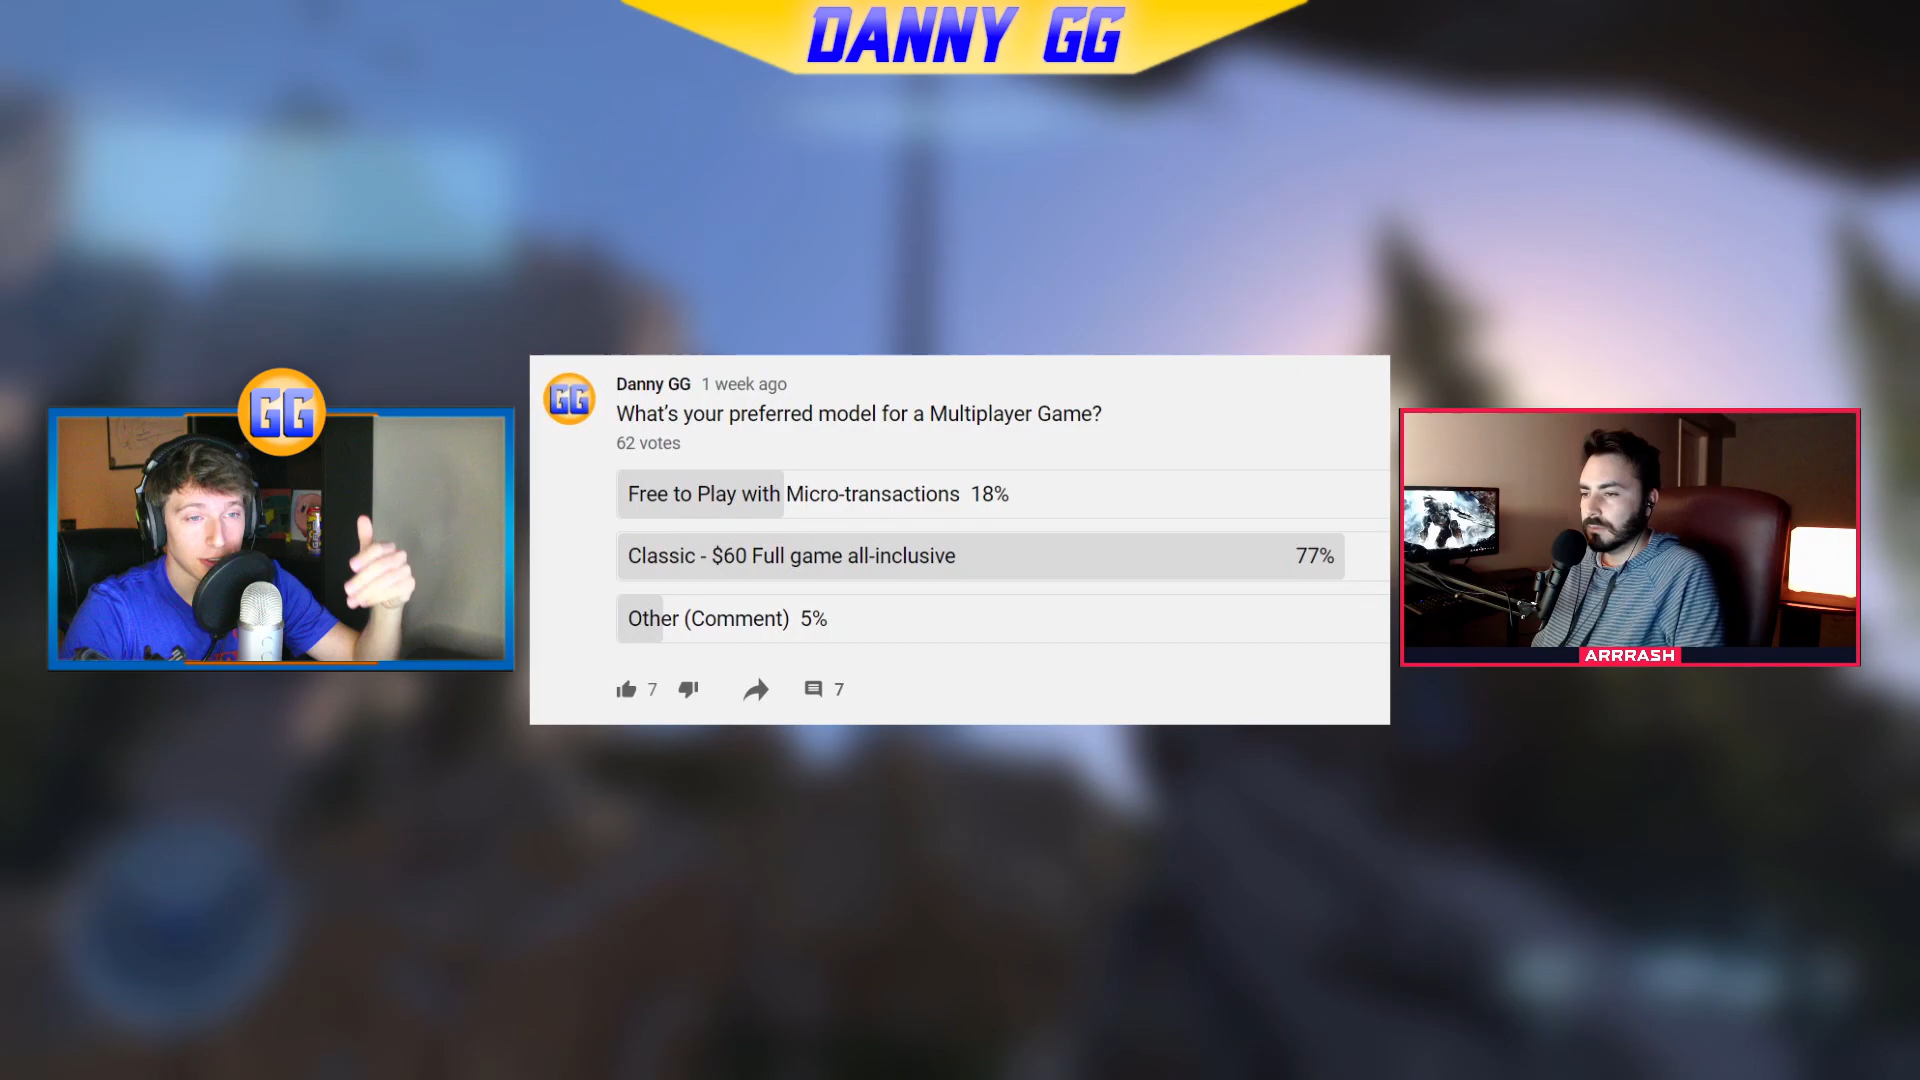 DANNY GG
GG
GG
Danny GG 1 week ago
What's your preferred model for a Multiplayer Game?
62 votes
Free to Play with Micro-transactions 18%
Classic - $60 Full game all-inclusive 77%
Other (Comment) 5%
7 7
ARRRASH